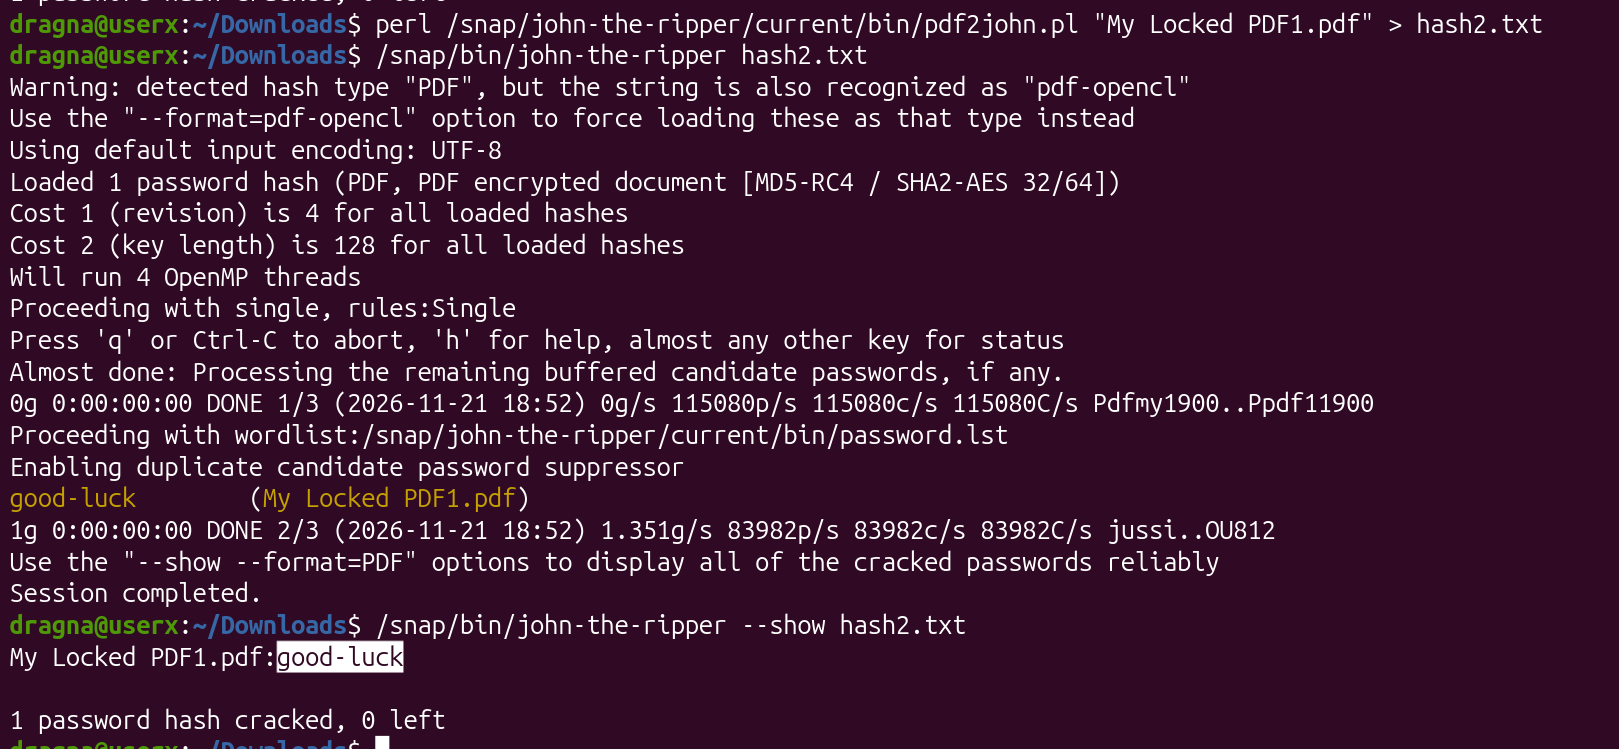 dragna@userx:~/Downloads$ perl /snap/john-the-ripper/current/bin/pdf2john.pl "My Locked PDF1.pdf" > hash2.txt
dragna@userx:~/Downloads$ /snap/bin/john-the-ripper hash2.txt
Warning: detected hash type "PDF", but the string is also recognized as "pdf-opencl"
Use the "--format=pdf-opencl" option to force loading these as that type instead
Using default input encoding: UTF-8
Loaded 1 password hash (PDF, PDF encrypted document [MD5-RC4 / SHA2-AES 32/64])
Cost 1 (revision) is 4 for all loaded hashes
Cost 2 (key length) is 128 for all loaded hashes
Will run 4 OpenMP threads
Proceeding with single, rules:Single
Press 'q' or Ctrl-C to abort, 'h' for help, almost any other key for status
Almost done: Processing the remaining buffered candidate passwords, if any.
0g 0:00:00:00 DONE 1/3 (2026-11-21 18:52) 0g/s 115080p/s 115080c/s 115080C/s Pdfmy1900..Ppdf11900
Proceeding with wordlist:/snap/john-the-ripper/current/bin/password.lst
Enabling duplicate candidate password suppressor
good-luck        (My Locked PDF1.pdf)
1g 0:00:00:00 DONE 2/3 (2026-11-21 18:52) 1.351g/s 83982p/s 83982c/s 83982C/s jussi..OU812
Use the "--show --format=PDF" options to display all of the cracked passwords reliably
Session completed.
dragna@userx:~/Downloads$ /snap/bin/john-the-ripper --show hash2.txt
My Locked PDF1.pdf:good-luck
1 password hash cracked, 0 left
dragna@userx:~/Downloads$